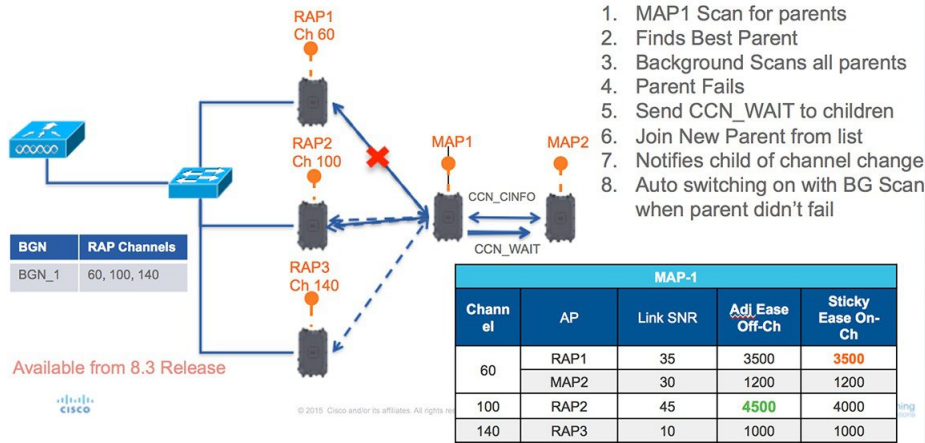 RAP1
Ch 60
RAP2
Ch 100
RAP3
Ch 140
MAP1
MAP2
CCN_CINFO
CCN_WAIT
1. MAP1 Scan for parents
2. Finds Best Parent
3. Background Scans all parents
4. Parent Fails
5. Send CCN_WAIT to children
6. Join New Parent from list
7. Notifies child of channel change
8. Auto switching on with BG Scan
when parent didn't fail
BGN RAP Channels
BGN_1 60, 100, 140
MAP-1
Chann
el
AP
Link SNR
Adj Ease
Off-Ch
Sticky
Ease On-
Ch
60 RAP1 35 3500 3500
MAP2 30 1200 1200
100 RAP2 45 4500 4000
140 RAP3 10 1000 1000
Available from 8.3 Release
CISCO
© 2015 Cisco and/or its affiliates. All rights